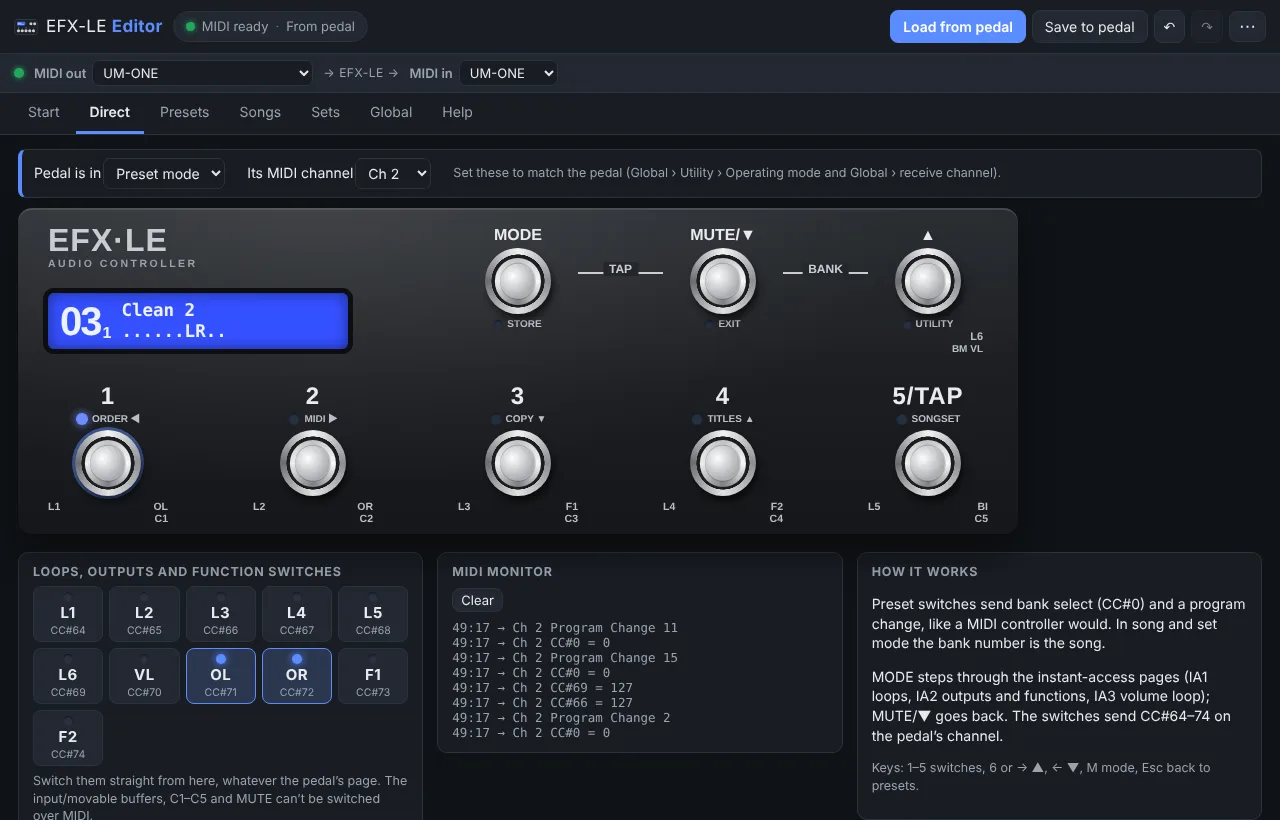 EFX-LE Editor
MIDI ready · From pedal
Load from pedal
Save to pedal
MIDI out
UM-ONE
→ EFX-LE →
MIDI in
UM-ONE
Start
Direct
Presets
Songs
Sets
Global
Help
Pedal is in
Preset mode
Its MIDI channel
Ch 2
Set these to match the pedal (Global › Utility › Operating mode and Global › receive channel).
EFX·LE
AUDIO CONTROLLER
MODE
TAP
MUTE/▼
BANK
▲
03 1
Clean 2
......LR..
STORE
EXIT
UTILITY
L6
BM VL
1
2
3
4
5/TAP
ORDER ◀
MIDI ▶
COPY ▼
TITLES ▲
SONGSET
L1
OL
C1
L2
OR
C2
L3
F1
C3
L4
F2
C4
L5
BI
C5
LOOPS, OUTPUTS AND FUNCTION SWITCHES
L1
CC#64
L2
CC#65
L3
CC#66
L4
CC#67
L5
CC#68
L6
CC#69
VL
CC#70
OL
CC#71
OR
CC#72
F1
CC#73
F2
CC#74
Switch them straight from here, whatever the pedal's page. The
input/movable buffers, C1–C5 and MUTE can't be switched
over MIDI.
MIDI MONITOR
Clear
49:17 → Ch 2 Program Change 11
49:17 → Ch 2 CC#0 = 0
49:17 → Ch 2 Program Change 15
49:17 → Ch 2 CC#0 = 0
49:17 → Ch 2 CC#69 = 127
49:17 → Ch 2 CC#66 = 127
49:17 → Ch 2 Program Change 2
49:17 → Ch 2 CC#0 = 0
HOW IT WORKS
Preset switches send bank select (CC#0) and a program
change, like a MIDI controller would. In song and set
mode the bank number is the song.
MODE steps through the instant-access pages (IA1
loops, IA2 outputs and functions, IA3 volume loop);
MUTE/▼ goes back. The switches send CC#64–74 on
the pedal's channel.
Keys: 1–5 switches, 6 or → ▲, ← ▼, M mode, Esc back to
presets.